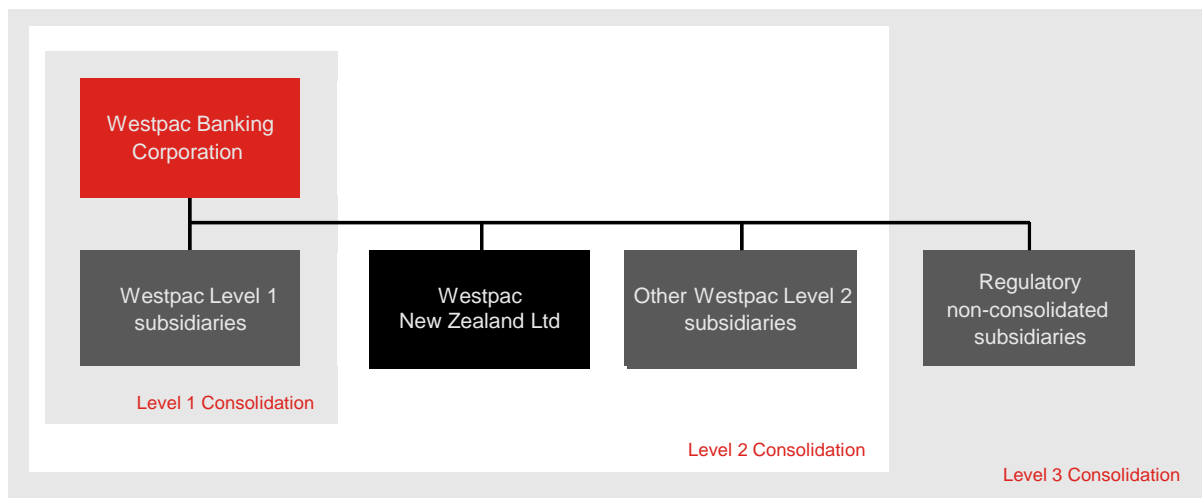 Westpac Banking
Corporation
Westpac Level 1
subsidiaries
Westpac
New Zealand Ltd
Other Westpac Level 2
subsidiaries
Regulatory
non-consolidated
subsidiaries
Level 1 Consolidation
Level 2 Consolidation
Level 3 Consolidation